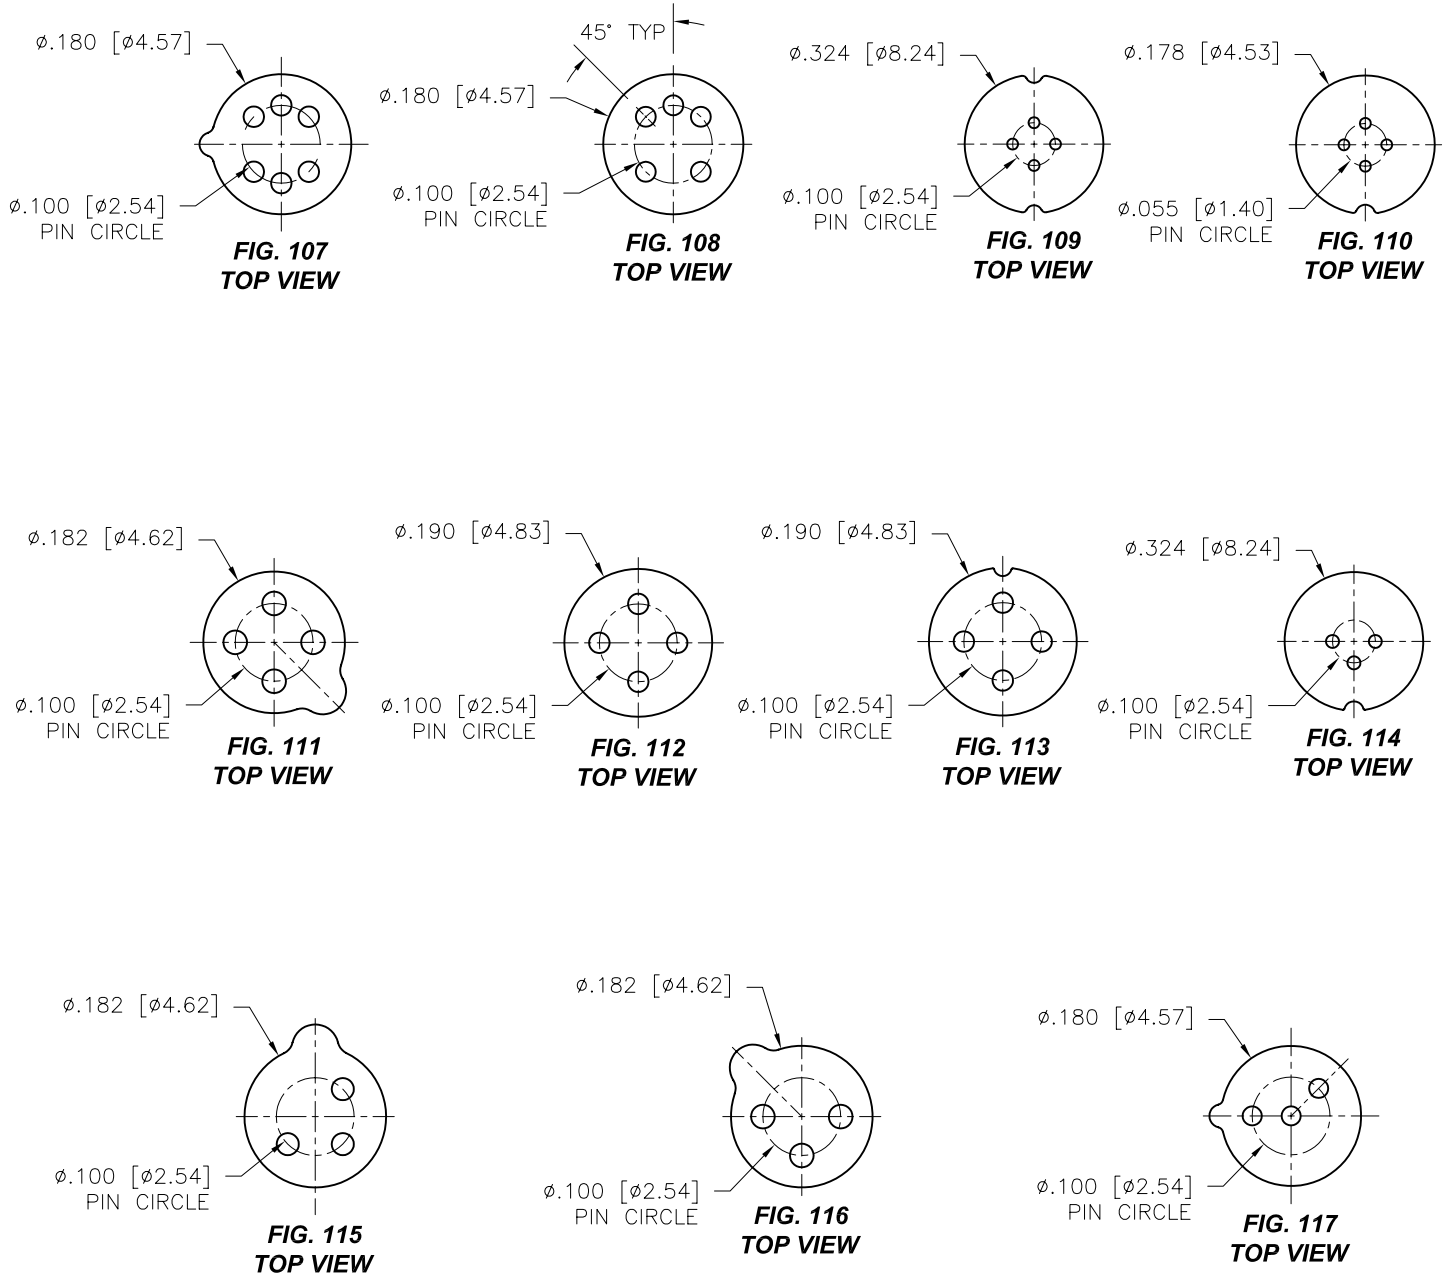 ø.180 [ø4.57]
ø.100 [ø2.54]
PIN CIRCLE
FIG. 107
TOP VIEW
45° TYP
ø.180 [ø4.57]
ø.100 [ø2.54]
PIN CIRCLE
FIG. 108
TOP VIEW
ø.324 [ø8.24]
ø.100 [ø2.54]
PIN CIRCLE
FIG. 109
TOP VIEW
ø.178 [ø4.53]
ø.055 [ø1.40]
PIN CIRCLE
FIG. 110
TOP VIEW
ø.182 [ø4.62]
ø.100 [ø2.54]
PIN CIRCLE
FIG. 111
TOP VIEW
ø.190 [ø4.83]
ø.100 [ø2.54]
PIN CIRCLE
FIG. 112
TOP VIEW
ø.190 [ø4.83]
ø.100 [ø2.54]
PIN CIRCLE
FIG. 113
TOP VIEW
ø.324 [ø8.24]
ø.100 [ø2.54]
PIN CIRCLE
FIG. 114
TOP VIEW
ø.182 [ø4.62]
ø.100 [ø2.54]
PIN CIRCLE
FIG. 115
TOP VIEW
ø.182 [ø4.62]
ø.100 [ø2.54]
PIN CIRCLE
FIG. 116
TOP VIEW
ø.180 [ø4.57]
ø.100 [ø2.54]
PIN CIRCLE
FIG. 117
TOP VIEW